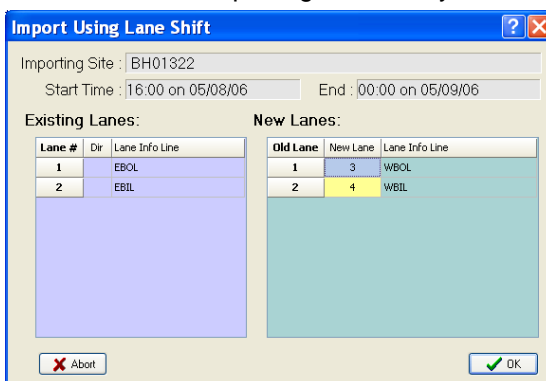 Import Using Lane Shift
Importing Site : BH01322
Start Time : 16:00 on 05/08/06 End : 00:00 on 05/09/06
Existing Lanes: New Lanes:
Lane # Dir Lane Info Line Old Lane New Lane Lane Info Line
1 EBOL 1 3 WBOL
2 EBIL 2 4 WBIL
Abort OK